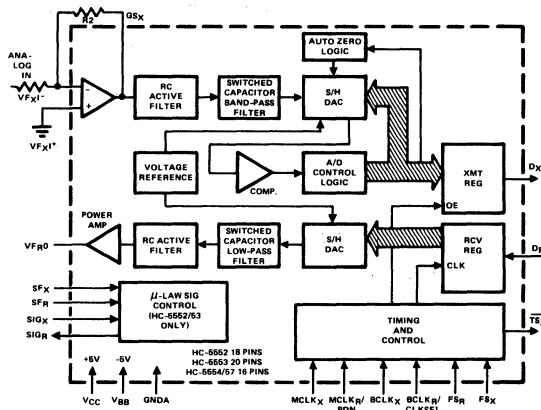 R2
GSX
ANA-
LOG
IN
VFXI-
VFXI+
RC
ACTIVE
FILTER
SWITCHED
CAPACITOR
BAND-PASS
FILTER
AUTO ZERO
LOGIC
S/H
DAC
VOLTAGE
REFERENCE
COMP.
A/D
CONTROL
LOGIC
XMT
REG
OE
DX
POWER
AMP
VFRO
RC ACTIVE
FILTER
SWITCHED
CAPACITOR
LOW-PASS
FILTER
S/H
DAC
RCV
REG
CLK
SFX
SFR
SIGX
SIGR
μ-LAW SIG
CONTROL
(HC-5552/53
ONLY)
TIMING
AND
CONTROL
+5V
-5V
HC-5552 18 PINS
HC-5553 20 PINS
HC-5554/57 16 PINS
VCC
VBB
GNDA
MCLKX
MCLKR/
PDN
BCLKX
BCLKR/
CLKSEL
FSR
FSX